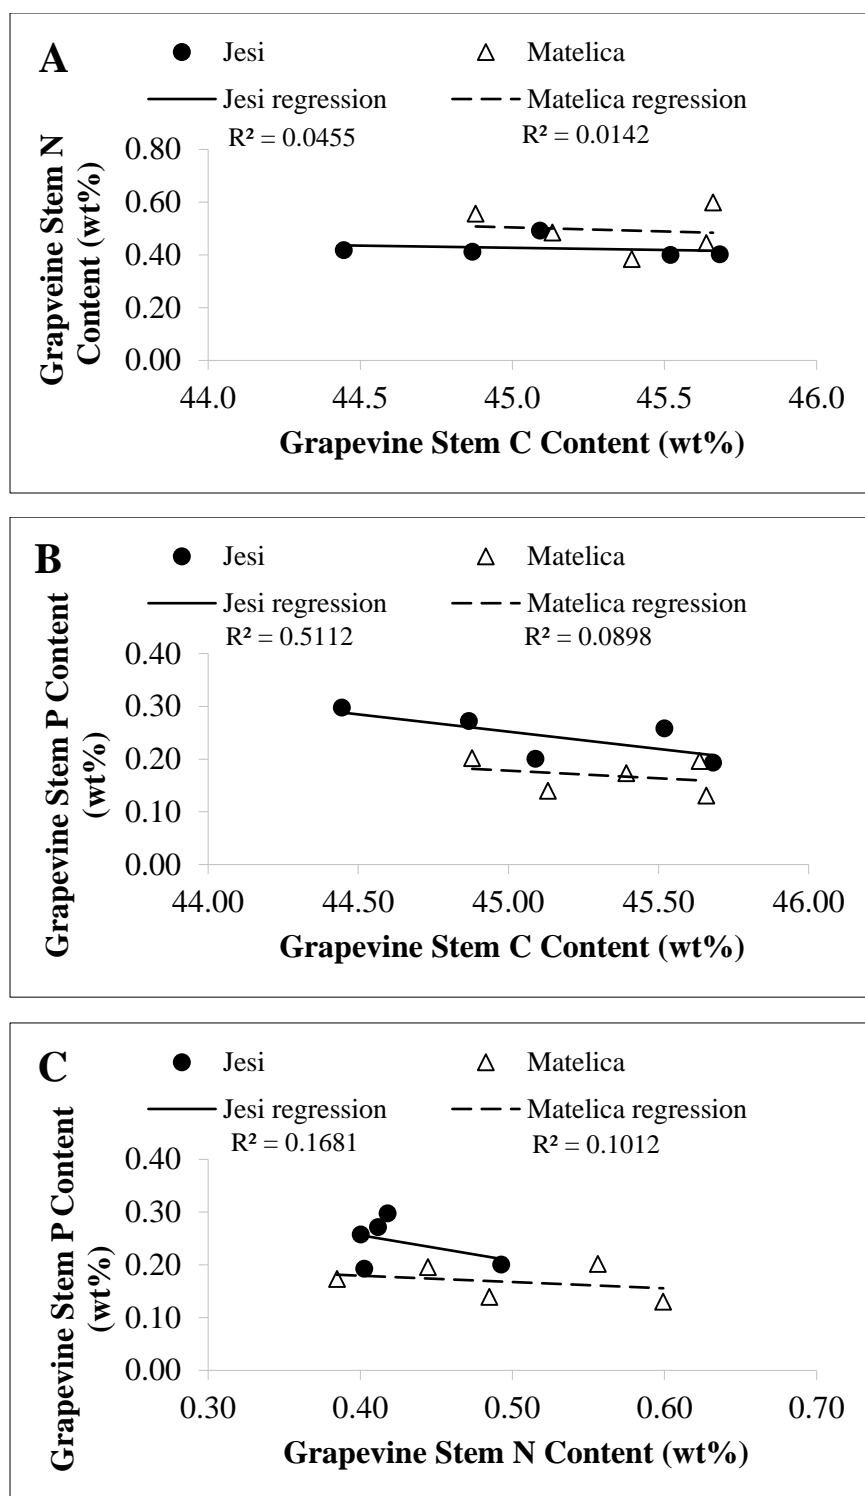 A
Jesi
Matelica
Jesi regression
Matelica regression
R² = 0.0455
R² = 0.0142
Grapveine Stem N
Content (wt%)
0.80
0.60
0.40
0.20
0.00
44.0
44.5
45.0
45.5
46.0
Grapevine Stem C Content (wt%)
B
Jesi
Matelica
Jesi regression
Matelica regression
R² = 0.5112
R² = 0.0898
Grapevine Stem P Content
(wt%)
0.40
0.30
0.20
0.10
0.00
44.00
44.50
45.00
45.50
46.00
Grapevine Stem C Content (wt%)
C
Jesi
Matelica
Jesi regression
Matelica regression
R² = 0.1681
R² = 0.1012
Grapevine Stem P Content
(wt%)
0.40
0.30
0.20
0.10
0.00
0.30
0.40
0.50
0.60
0.70
Grapevine Stem N Content (wt%)